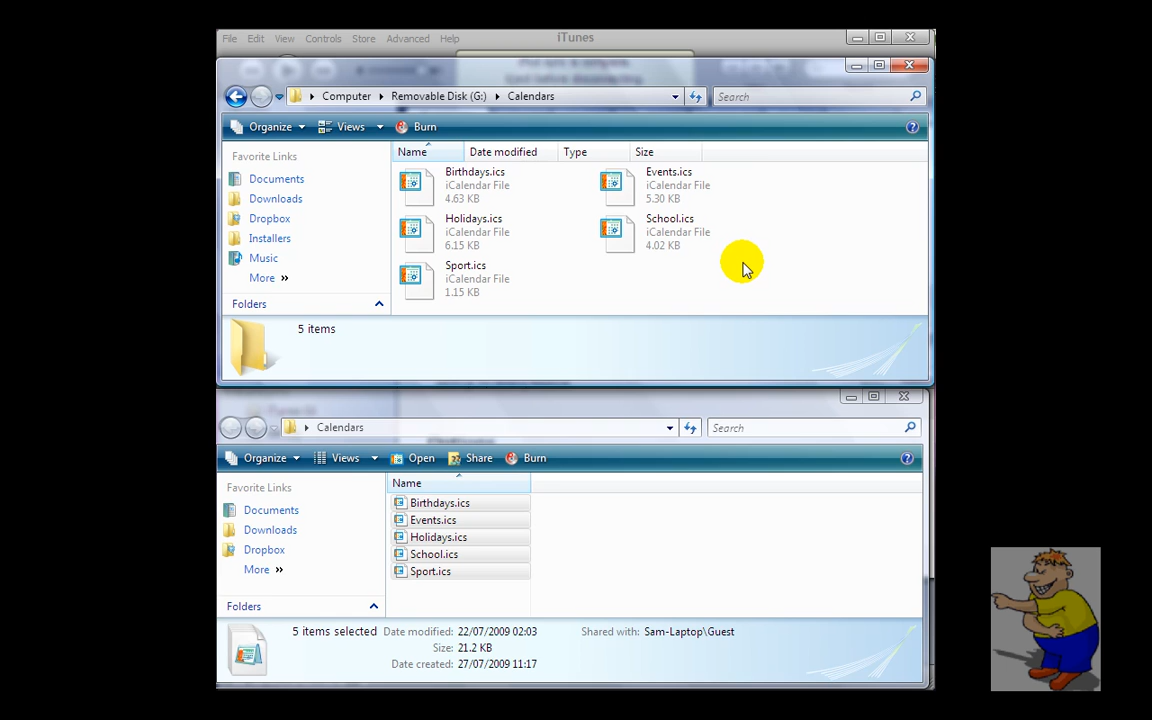 File Edit View Controls Store Advanced Help iTunes
Computer Removable Disk (G:) Calendars Search
Organize Views Burn
Favorite Links
Documents
Downloads
Dropbox
Installers
Music
More »
Folders
Name Date modified Type Size
Birthdays.ics
iCalendar File
4.63 KB
Events.ics
iCalendar File
5.30 KB
Holidays.ics
iCalendar File
6.15 KB
School.ics
iCalendar File
4.02 KB
Sport.ics
iCalendar File
1.15 KB
5 items
Calendars Search
Organize Views Open Share Burn
Favorite Links
Documents
Downloads
Dropbox
More »
Folders
Name
Birthdays.ics
Events.ics
Holidays.ics
School.ics
Sport.ics
5 items selected Date modified: 22/07/2009 02:03 Shared with: Sam-Laptop\Guest
Size: 21.2 KB
Date created: 27/07/2009 11:17